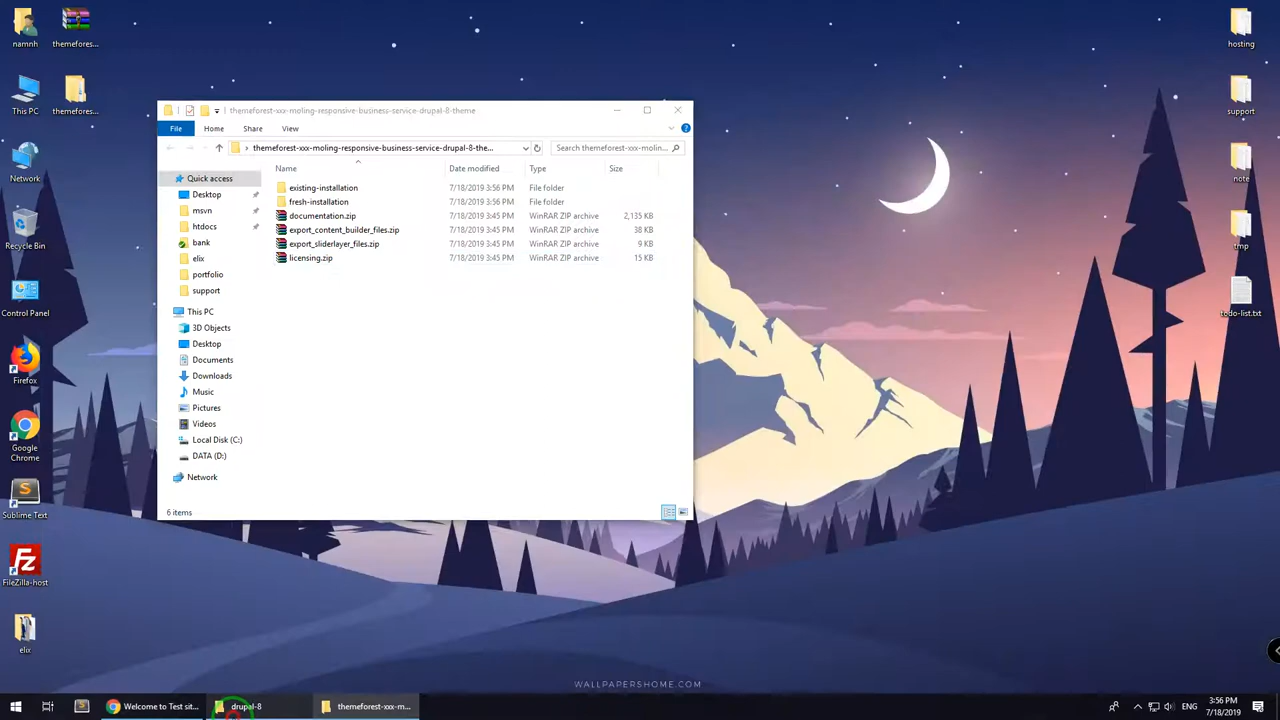 namnh
themefores...
This PC
themefores...
Network
Recycle Bin
Control Panel
Firefox
Google
Chrome
Sublime Text
FileZilla-host
elix
hosting
support
note
tmp
todo-list.txt
themeforest-xxx-moling-responsive-business-service-drupal-8-theme
File
Home
Share
View
themeforest-xxx-moling-responsive-business-service-drupal-8-the...
Search themeforest-xxx-molin...
Name
Date modified
Type
Size
Quick access
Desktop
msvn
htdocs
bank
elix
portfolio
support
This PC
3D Objects
Desktop
Documents
Downloads
Music
Pictures
Videos
Local Disk (C:)
DATA (D:)
Network
existing-installation 7/18/2019 3:56 PM File folder
fresh-installation 7/18/2019 3:56 PM File folder
documentation.zip 7/18/2019 3:45 PM WinRAR ZIP archive 2,135 KB
export_content_builder_files.zip 7/18/2019 3:45 PM WinRAR ZIP archive 38 KB
export_sliderlayer_files.zip 7/18/2019 3:45 PM WinRAR ZIP archive 9 KB
licensing.zip 7/18/2019 3:45 PM WinRAR ZIP archive 15 KB
6 items
WALLPAPERSHOME.COM
Welcome to Test sit...
drupal-8
themeforest-xxx-m...
3:56 PM
7/18/2019